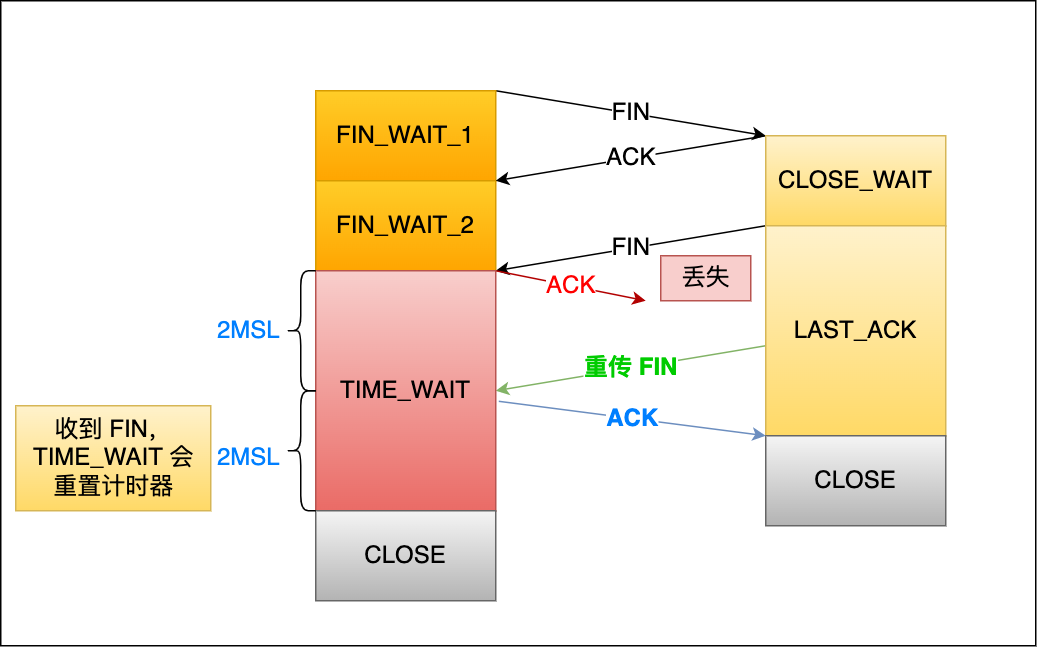 FIN_WAIT_1
FIN
ACK
CLOSE_WAIT
FIN_WAIT_2
FIN
ACK
丢失
2MSL
LAST_ACK
重传 FIN
TIME_WAIT
ACK
收到 FIN，
TIME_WAIT 会
重置计时器
2MSL
CLOSE
CLOSE